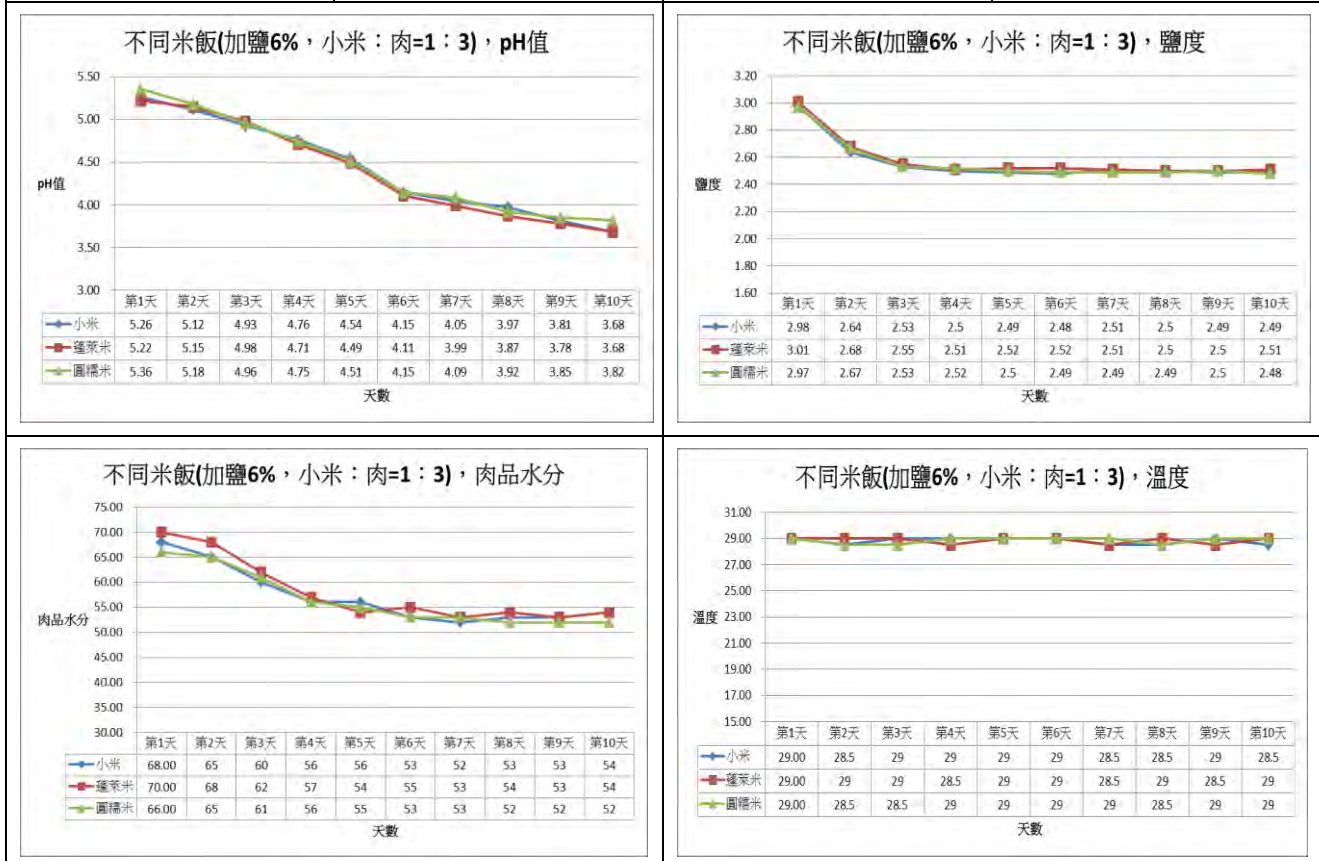 不同米飯(加鹽6%，小米：肉=1：3)，pH值
5.50
5.00
4.50
pH值
4.00
3.50
3.00
第1天 第2天 第3天 第4天 第5天 第6天 第7天 第8天 第9天 第10天
小米 5.26 5.12 4.93 4.76 4.54 4.15 4.05 3.97 3.81 3.68
蓬萊米 5.22 5.15 4.98 4.71 4.49 4.11 3.99 3.87 3.78 3.68
圓糯米 5.36 5.18 4.96 4.75 4.51 4.15 4.09 3.92 3.85 3.82
天數
不同米飯(加鹽6%，小米：肉=1：3)，鹽度
3.20
3.00
2.80
2.60
2.40
鹽度
2.20
2.00
1.80
1.60
第1天 第2天 第3天 第4天 第5天 第6天 第7天 第8天 第9天 第10天
小米 2.98 2.64 2.53 2.5 2.49 2.48 2.51 2.5 2.49 2.49
蓬萊米 3.01 2.68 2.55 2.51 2.52 2.52 2.51 2.5 2.5 2.51
圓糯米 2.97 2.67 2.53 2.52 2.5 2.49 2.49 2.49 2.5 2.48
天數
不同米飯(加鹽6%，小米：肉=1：3)，肉品水分
75.00
70.00
65.00
60.00
55.00
肉品水分
50.00
45.00
40.00
35.00
30.00
第1天 第2天 第3天 第4天 第5天 第6天 第7天 第8天 第9天 第10天
小米 68.00 65 60 56 56 53 52 53 53 54
蓬萊米 70.00 68 62 57 54 55 53 54 53 54
圓糯米 66.00 65 61 56 55 53 53 52 52 52
天數
不同米飯(加鹽6%，小米：肉=1：3)，溫度
31.00
29.00
27.00
25.00
23.00
溫度
21.00
19.00
17.00
15.00
第1天 第2天 第3天 第4天 第5天 第6天 第7天 第8天 第9天 第10天
小米 29.00 28.5 29 29 29 29 28.5 28.5 29 28.5
蓬萊米 29.00 29 29 28.5 29 29 28.5 29 28.5 29
圓糯米 29.00 28.5 28.5 29 29 29 29 28.5 29 29
天數